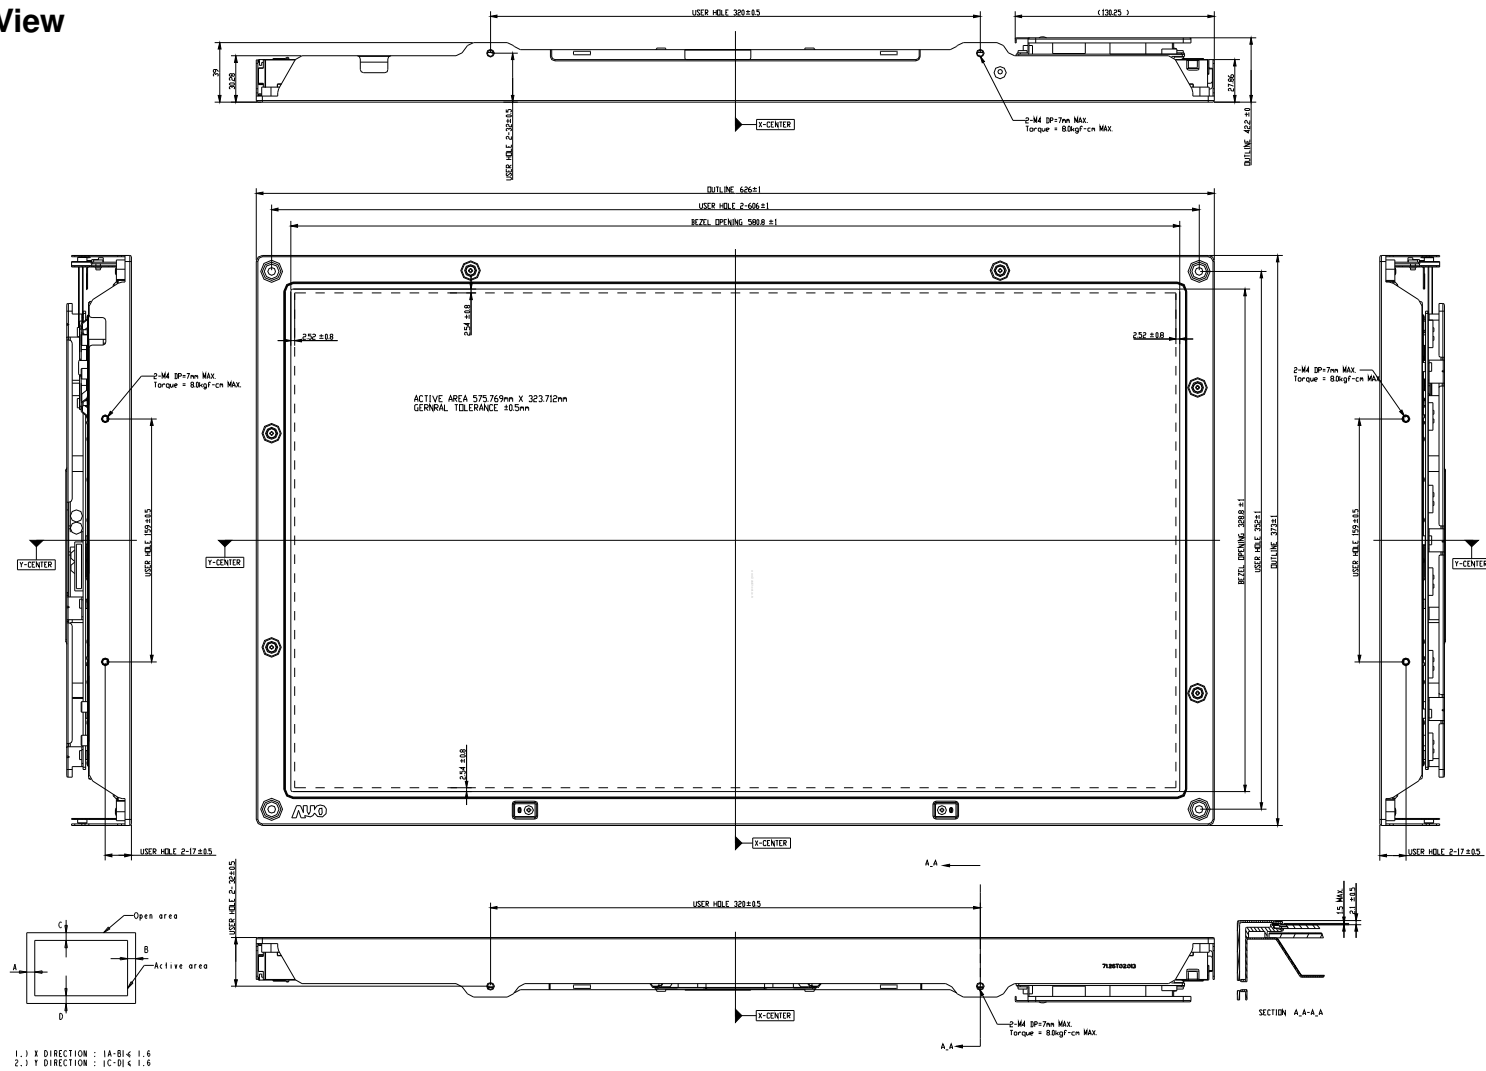 View
USER HOLE 320±0.5
(130.25 )
39
30.28
USER HOLE 2-32±0.5
X-CENTER
2-M4 DP=7mm MAX.
Torque = 8.0kgf-cm MAX.
27.86
OUTLINE 42.2 ±0
OUTLINE 626±1
USER HOLE 2-606±1
BEZEL OPENING 580.8 ±1
2.54 ±0.8
2.52 ±0.8
2.52 ±0.8
2-M4 DP=7mm MAX.
Torque = 8.0kgf-cm MAX.
2-M4 DP=7mm MAX.
Torque = 8.0kgf-cm MAX.
ACTIVE AREA 575.769mm X 323.712mm
GERNRAL TOLERANCE ±0.5mm
USER HOLE 159±0.5
BEZEL OPENING 328.8 ±1
USER HOLE 352±1
OUTLINE 373±1
USER HOLE 159±0.5
Y-CENTER
Y-CENTER
Y-CENTER
2.54 ±0.8
AUO
USER HOLE 2-17±0.5
X-CENTER
USER HOLE 2-17±0.5
A_A
USER HOLE 2-32±0.5
USER HOLE 320±0.5
1.5 MAX.
2.1 ±0.5
Open area
C
B
A
Active area
D
71.26T02.013
X-CENTER
2-M4 DP=7mm MAX.
Torque = 8.0kgf-cm MAX.
A_A
SECTION A_A-A_A
1.) X DIRECTION : |A-B|≤ 1.6
2.) Y DIRECTION : |C-D|≤ 1.6